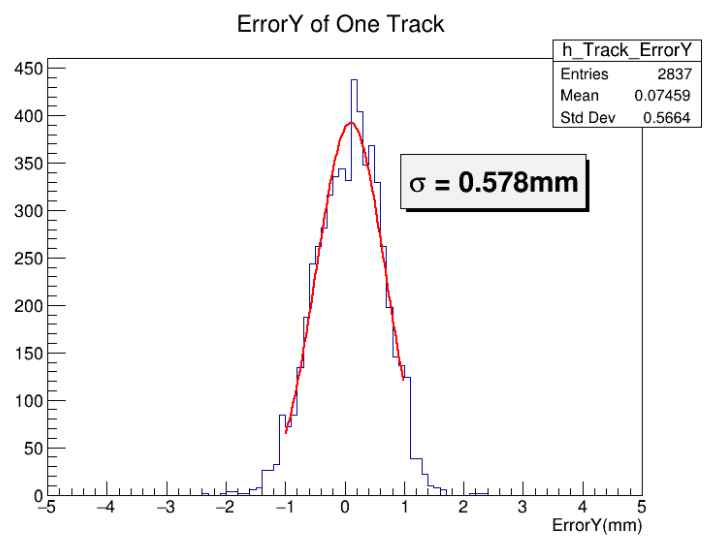 ErrorY of One Track
h_Track_ErrorY
Entries 2837
Mean 0.07459
Std Dev 0.5664
σ = 0.578mm
450
400
350
300
250
200
150
100
50
0
−5 −4 −3 −2 −1 0 1 2 3 4 5
ErrorY(mm)